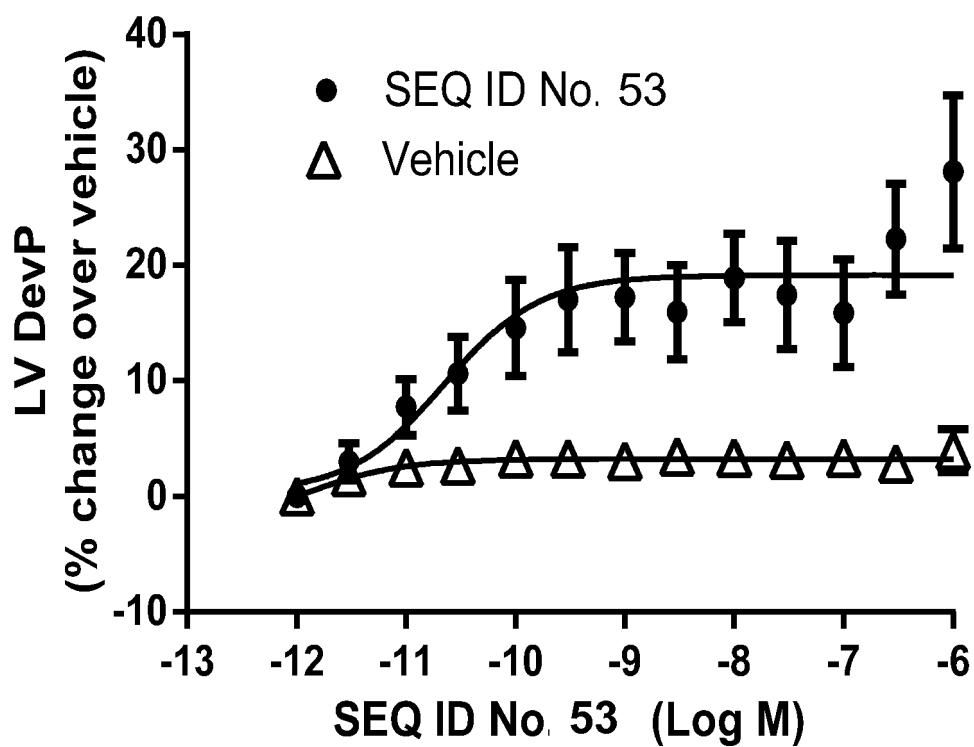 LV DevP
(% change over vehicle)
40
30
20
10
0
-10
SEQ ID No. 53
Vehicle
-13 -12 -11 -10 -9 -8 -7 -6
SEQ ID No. 53 (Log M)